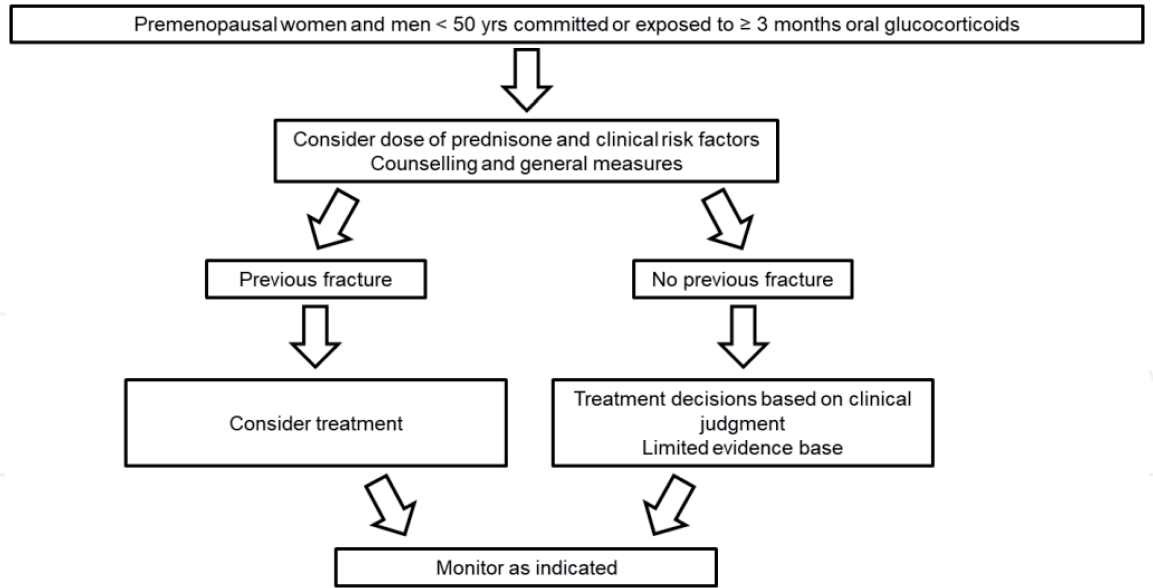 Premenopausal women and men < 50 yrs committed or exposed to ≥ 3 months oral glucocorticoids
Consider dose of prednisone and clinical risk factors
Counselling and general measures
Previous fracture
No previous fracture
Consider treatment
Treatment decisions based on clinical
judgment
Limited evidence base
Monitor as indicated